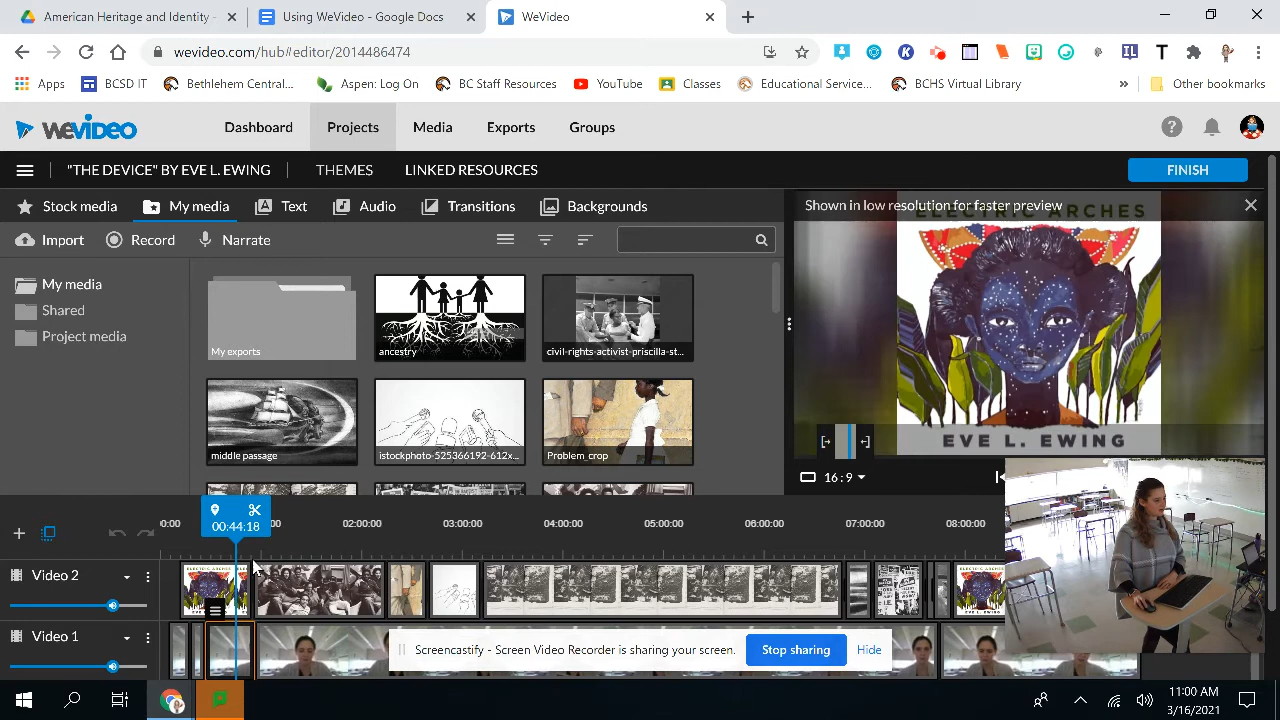 American Heritage and Identity -
Using WeVideo - Google Docs
WeVideo
wevideo.com/hub#editor/2014486474
Apps
BCSD IT
Bethlehem Central...
Aspen: Log On
BC Staff Resources
YouTube
Classes
Educational Service...
BCHS Virtual Library
»
Other bookmarks
WEVIDEO
Dashboard
Projects
Media
Exports
Groups
"THE DEVICE" BY EVE L. EWING
THEMES
LINKED RESOURCES
FINISH
Stock media
My media
Text
Audio
Transitions
Backgrounds
Shown in low resolution for faster preview
ELECTRIC ARCHES
Import
Record
Narrate
My media
Shared
Project media
My exports
ancestry
civil-rights-activist-priscilla-st...
middle passage
istockphoto-525366192-612x...
Problem_crop
EVE L. EWING
16:9
00:44:18
0:00
02:00:00
03:00:00
04:00:00
05:00:00
06:00:00
07:00:00
08:00:00
Video 2
Video 1
Screencastify - Screen Video Recorder is sharing your screen.
Stop sharing
Hide
11:00 AM
3/16/2021